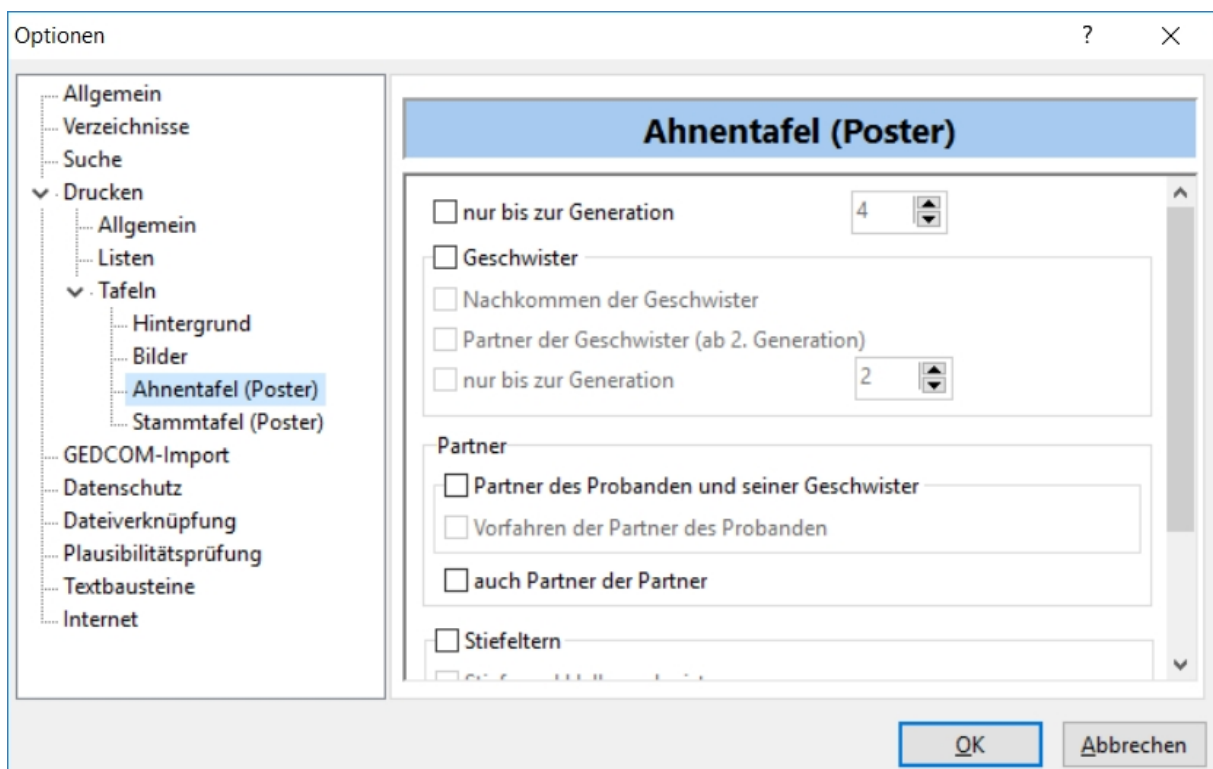 Optionen
?
Allgemein
Verzeichnisse
Suche
Drucken
Allgemein
Listen
Tafeln
Hintergrund
Bilder
Ahnentafel (Poster)
Stammtafel (Poster)
GEDCOM-Import
Datenschutz
Dateiverknüpfung
Plausibilitätsprüfung
Textbausteine
Internet
Ahnentafel (Poster)
nur bis zur Generation 4
Geschwister
Nachkommen der Geschwister
Partner der Geschwister (ab 2. Generation)
nur bis zur Generation 2
Partner
Partner des Probanden und seiner Geschwister
Vorfahren der Partner des Probanden
auch Partner der Partner
Stiefeltern
OK Abbrechen